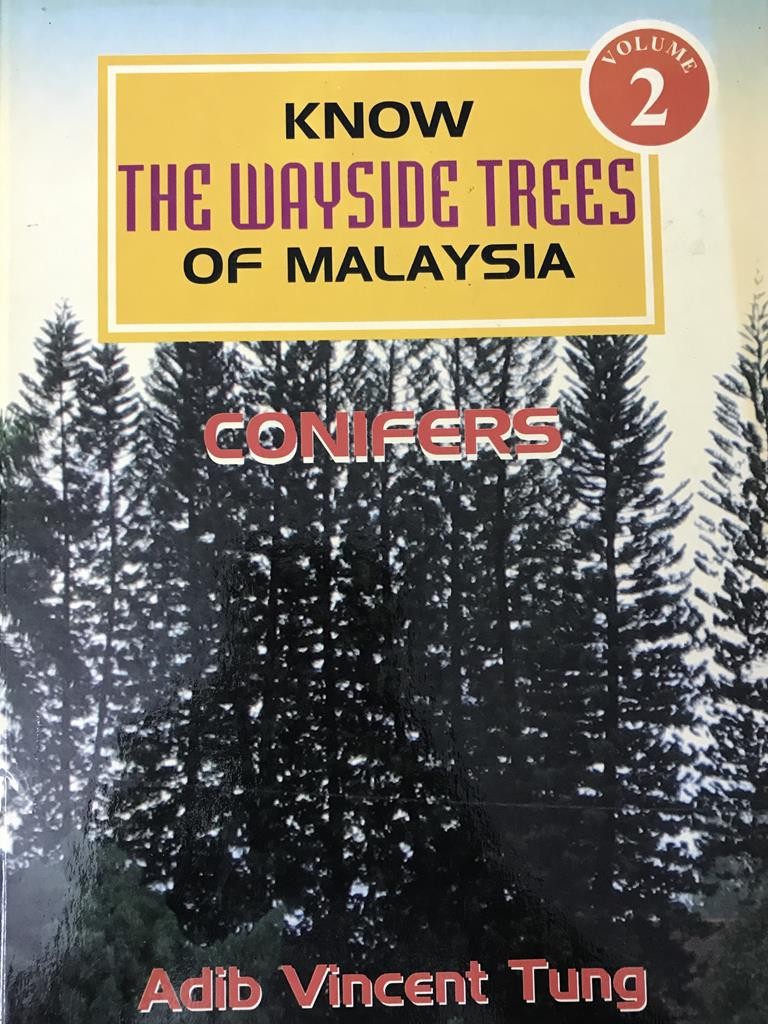 VOLUME
2
KNOW
THE WAYSIDE TREES
OF MALAYSIA
CONIFERS
Adib Vincent Tung